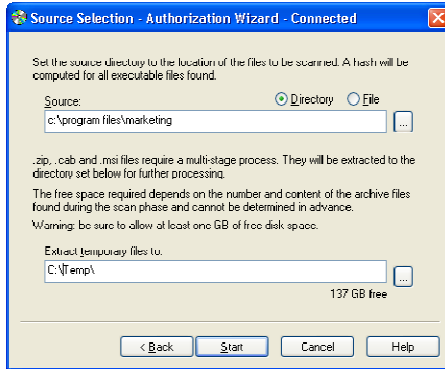 Source Selection - Authorization Wizard - Connected
Set the source directory to the location of the files to be scanned. A hash will be
computed for all executable files found.
Source:
Directory
File
c:\program files\marketing
...
.zip, .cab and .msi files require a multi-stage process. They will be extracted to the
directory set below for further processing.
The free space required depends on the number and content of the archive files
found during the scan phase and cannot be determined in advance.
Warning: be sure to allow at least one GB of free disk space.
Extract temporary files to:
C:\Temp\
...
137 GB free
< Back
Start
Cancel
Help